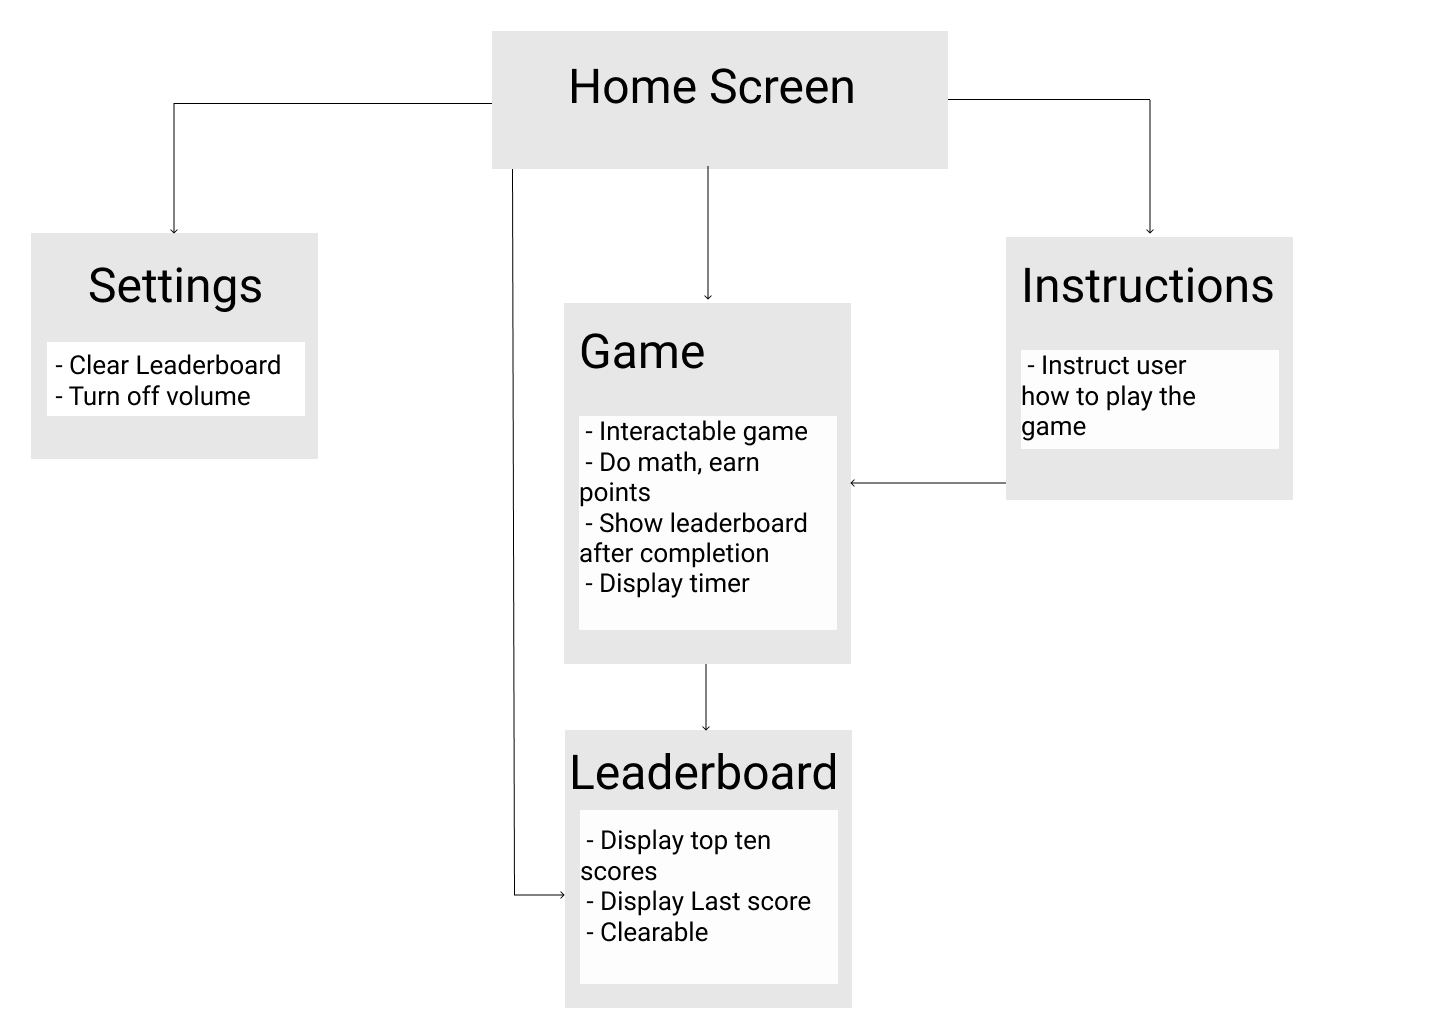 Home Screen
Settings
- Clear Leaderboard
- Turn off volume
Instructions
- Instruct user
how to play the
game
Game
- Interactable game
- Do math, earn
points
- Show leaderboard
after completion
- Display timer
Leaderboard
- Display top ten
scores
- Display Last score
- Clearable